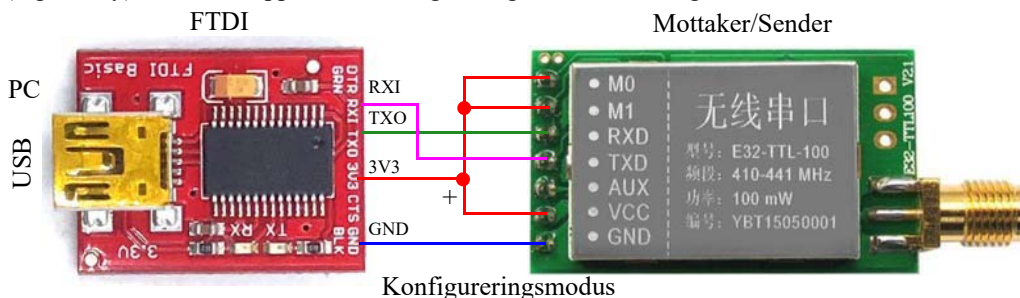 FTDI
Mottaker/Sender
PC
USB
FTDI Basic
GRN
DTR RXI TXO 3V3 CTS GND
BLK
3.3V
RX TX
RXI
TXO
3V3
+
GND
M0
M1
RXD
TXD
AUX
VCC
GND
无线串口
型号: E32-TTL-100
频段: 410-441 MHz
功率: 100 mW
编号: YBT15050001
E32-TTL100 V2.1
Konfigureringsmodus